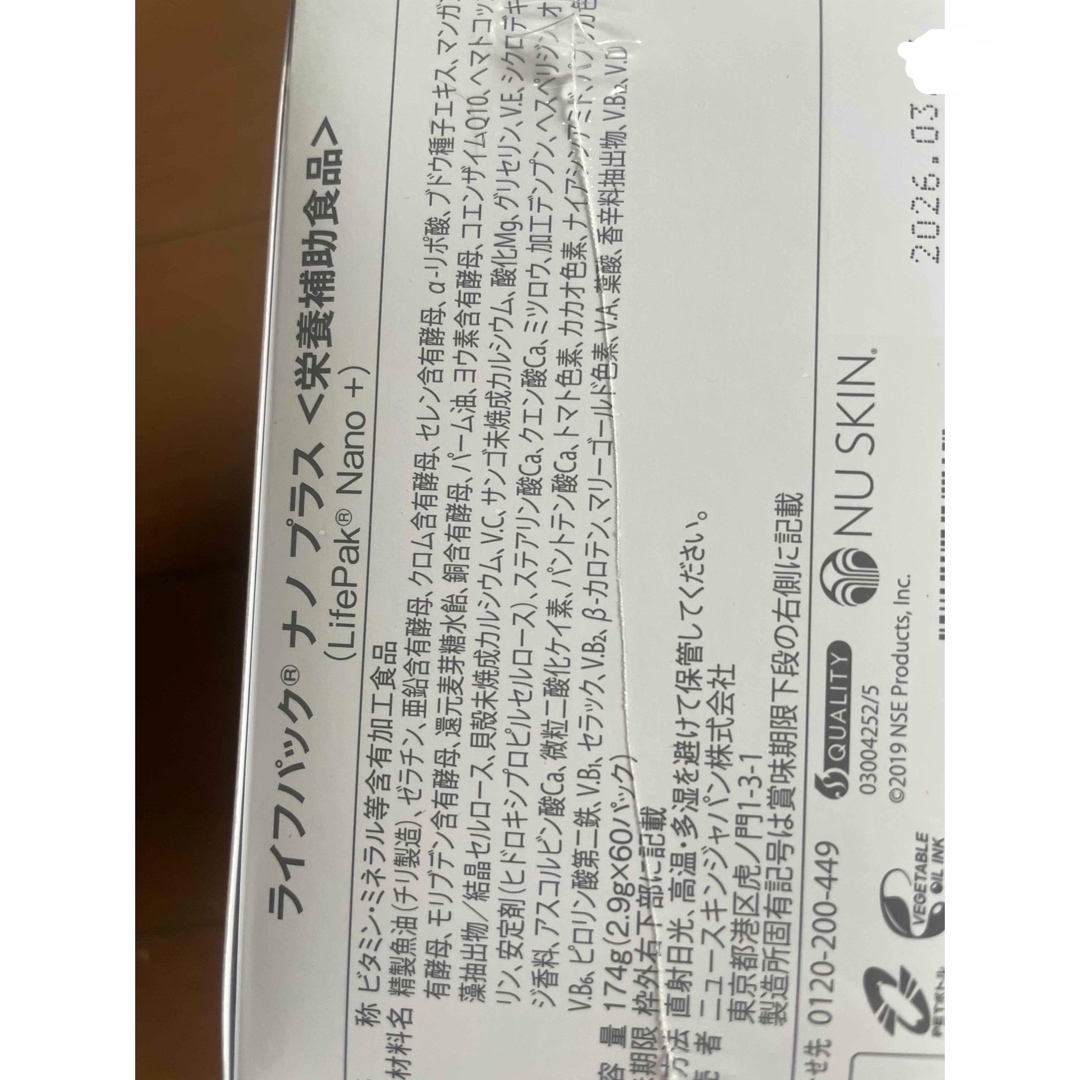 ライフパック® ナノ プラス <栄養補助食品>
(LifePak® Nano +)
称 ビタミン・ミネラル等含有加工食品
材料名 精製魚油(チリ製造)、ゼラチン、亜鉛含有酵母、クロム含有酵母、セレン含有酵母、α-リポ酸、ブドウ種子エキス、マンガン
有酵母、モリブデン含有酵母、還元麦芽糖水飴、銅含有酵母、パーム油、ヨウ素含有酵母、コエンザイムQ10、ヘマトコッ
藻抽出物/結晶セルロース、貝殻未焼成カルシウム、V.C、サンゴ未焼成カルシウム、酸化Mg、グリセリン、V.E、シクロデキ
リン、安定剤(ヒドロキシプロピルセルロース)、ステアリン酸Ca、クエン酸Ca、ミツロウ、加工デンプン、ヘスペリジン、オ
ジ香料、アスコルビン酸Ca、微粒二酸化ケイ素、パントテン酸Ca、トマト色素、カカオ色素、ナイアシンアミド、パプリカ色
V.B₆、ピロリン酸第二鉄、V.B₁、セラック、V.B₂、β-カロテン、マリーゴールド色素、V.A、葉酸、香辛料抽出物、V.B₁₂、V.D
容量 174g(2.9g×60パック)
期限 枠外右下部に記載
方法 直射日光、高温・多湿を避けて保管してください。
売者 ニュースキンジャパン株式会社
東京都港区虎ノ門1-3-1
製造所固有記号は賞味期限下段の右側に記載
せ先 0120-200-449
QUALITY
NU SKIN®
03004252/5
©2019 NSE Products, Inc.
2026.03
VEGETABLE
OIL INK